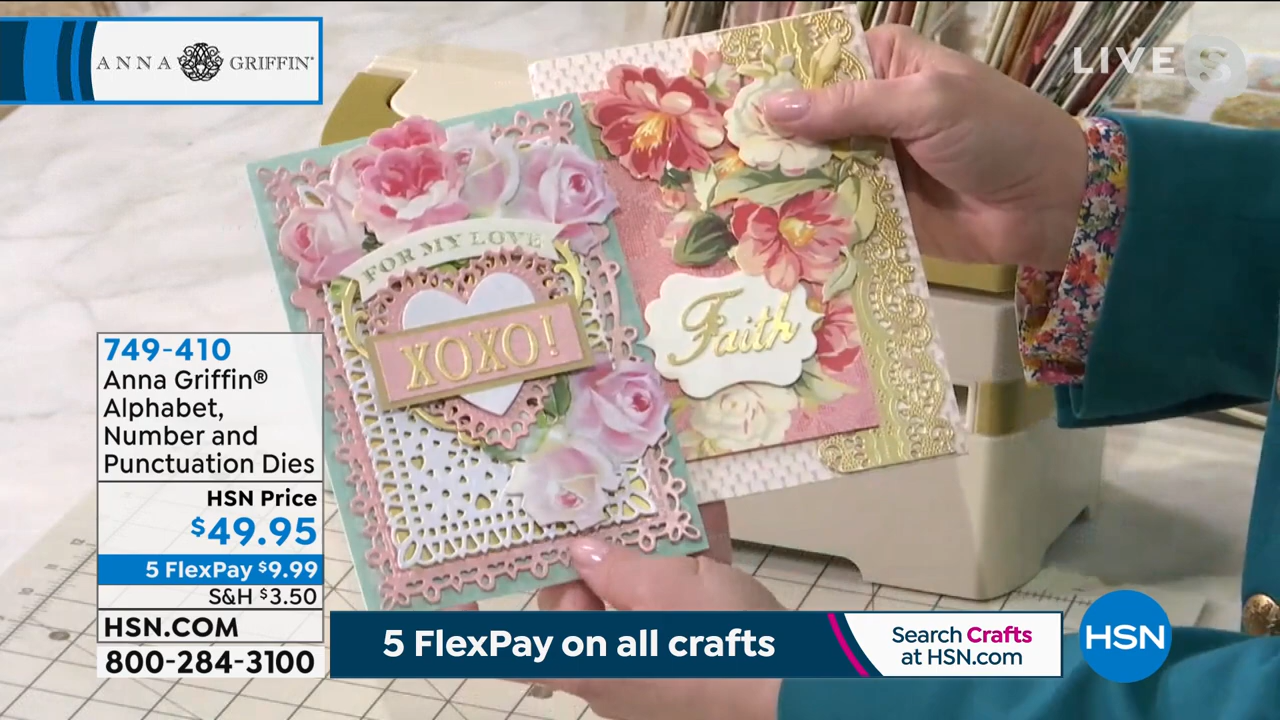 ANNA GRIFFIN®
LIVE S
FOR MY LOVE
XOXO!
Faith
749-410
Anna Griffin®
Alphabet,
Number and
Punctuation Dies
HSN Price
$49.95
5 FlexPay $9.99
S&H $3.50
HSN.COM
800-284-3100
5 FlexPay on all crafts
Search Crafts
at HSN.com
HSN